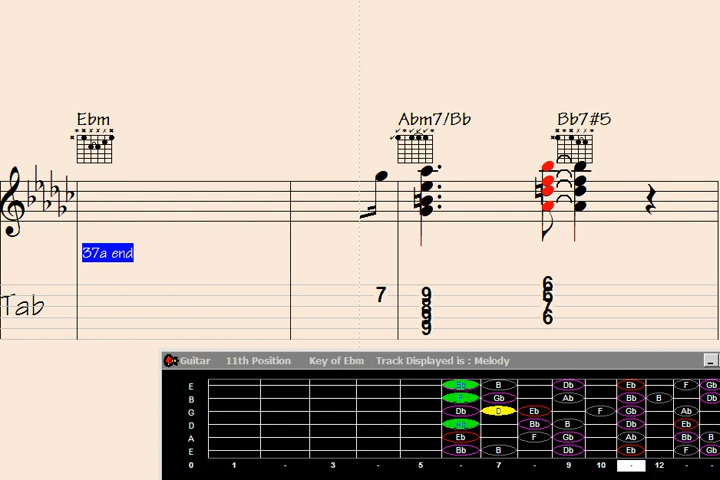 Ebm Abm7/Bb Bb7#5
37a end
Tab
7 9 9 8 9 9 6 6 7 6
Guitar 11th Position Key of Ebm Track Displayed is : Melody
E Bb B Db Eb F Gb
B F Gb Ab Bb B Db
G Db D Eb F Gb Ab
D Ab Bb B Db Eb
A Eb F Gb Ab Bb B
E Bb B Db Eb F Gb
0 1 - 3 - 5 - 7 - 9 10 - 12 - -